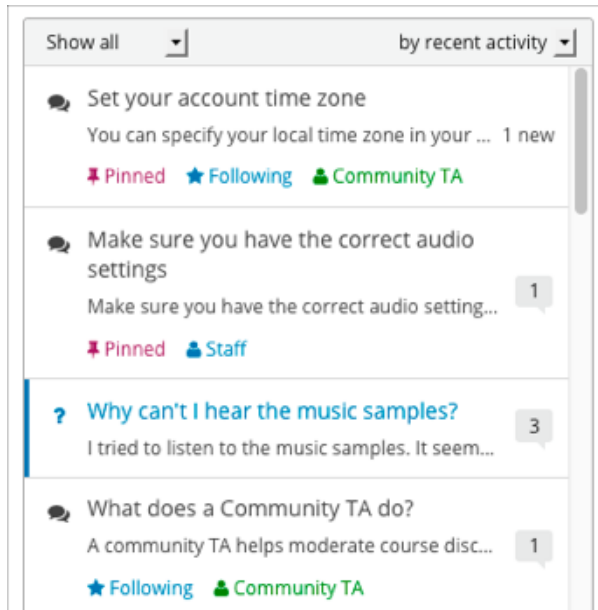 Show all by recent activity
Set your account time zone
You can specify your local time zone in your ... 1 new
Pinned Following Community TA
Make sure you have the correct audio
settings
1
Make sure you have the correct audio setting...
Pinned Staff
? Why can't I hear the music samples?
3
I tried to listen to the music samples. It seem...
What does a Community TA do?
A community TA helps moderate course disc... 1
Following Community TA